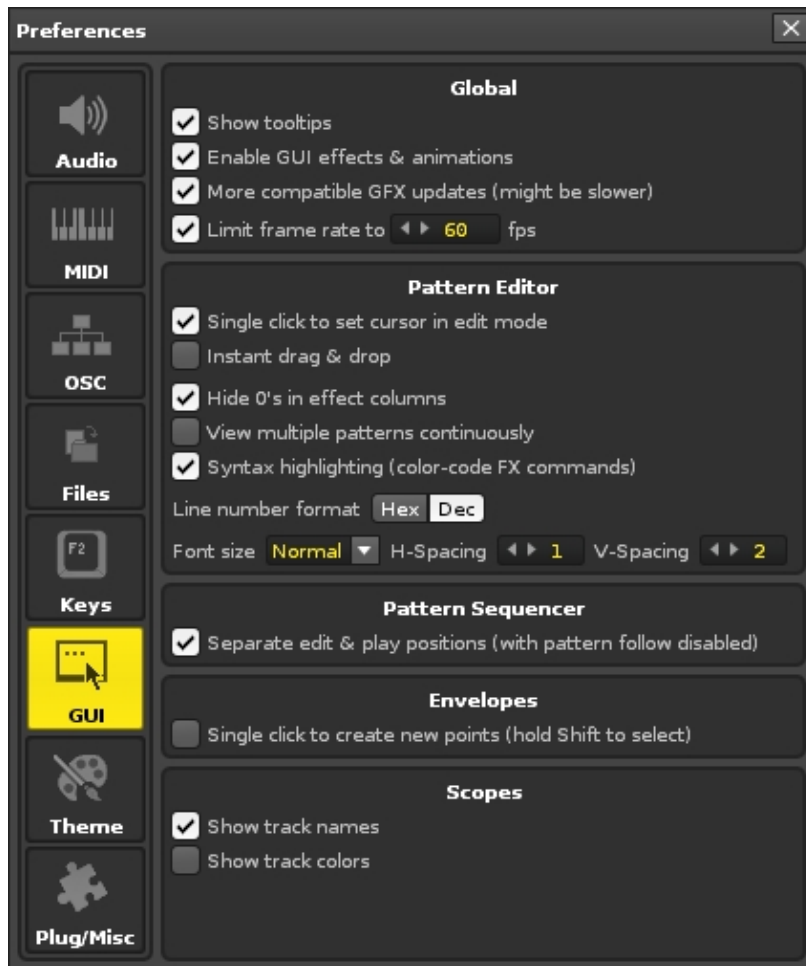 Preferences
Audio
MIDI
OSC
Files
F2
Keys
GUI
Theme
Plug/Misc
Global
Show tooltips
Enable GUI effects & animations
More compatible GFX updates (might be slower)
Limit frame rate to 60 fps
Pattern Editor
Single click to set cursor in edit mode
Instant drag & drop
Hide 0's in effect columns
View multiple patterns continuously
Syntax highlighting (color-code FX commands)
Line number format Hex Dec
Font size Normal H-Spacing 1 V-Spacing 2
Pattern Sequencer
Separate edit & play positions (with pattern follow disabled)
Envelopes
Single click to create new points (hold Shift to select)
Scopes
Show track names
Show track colors